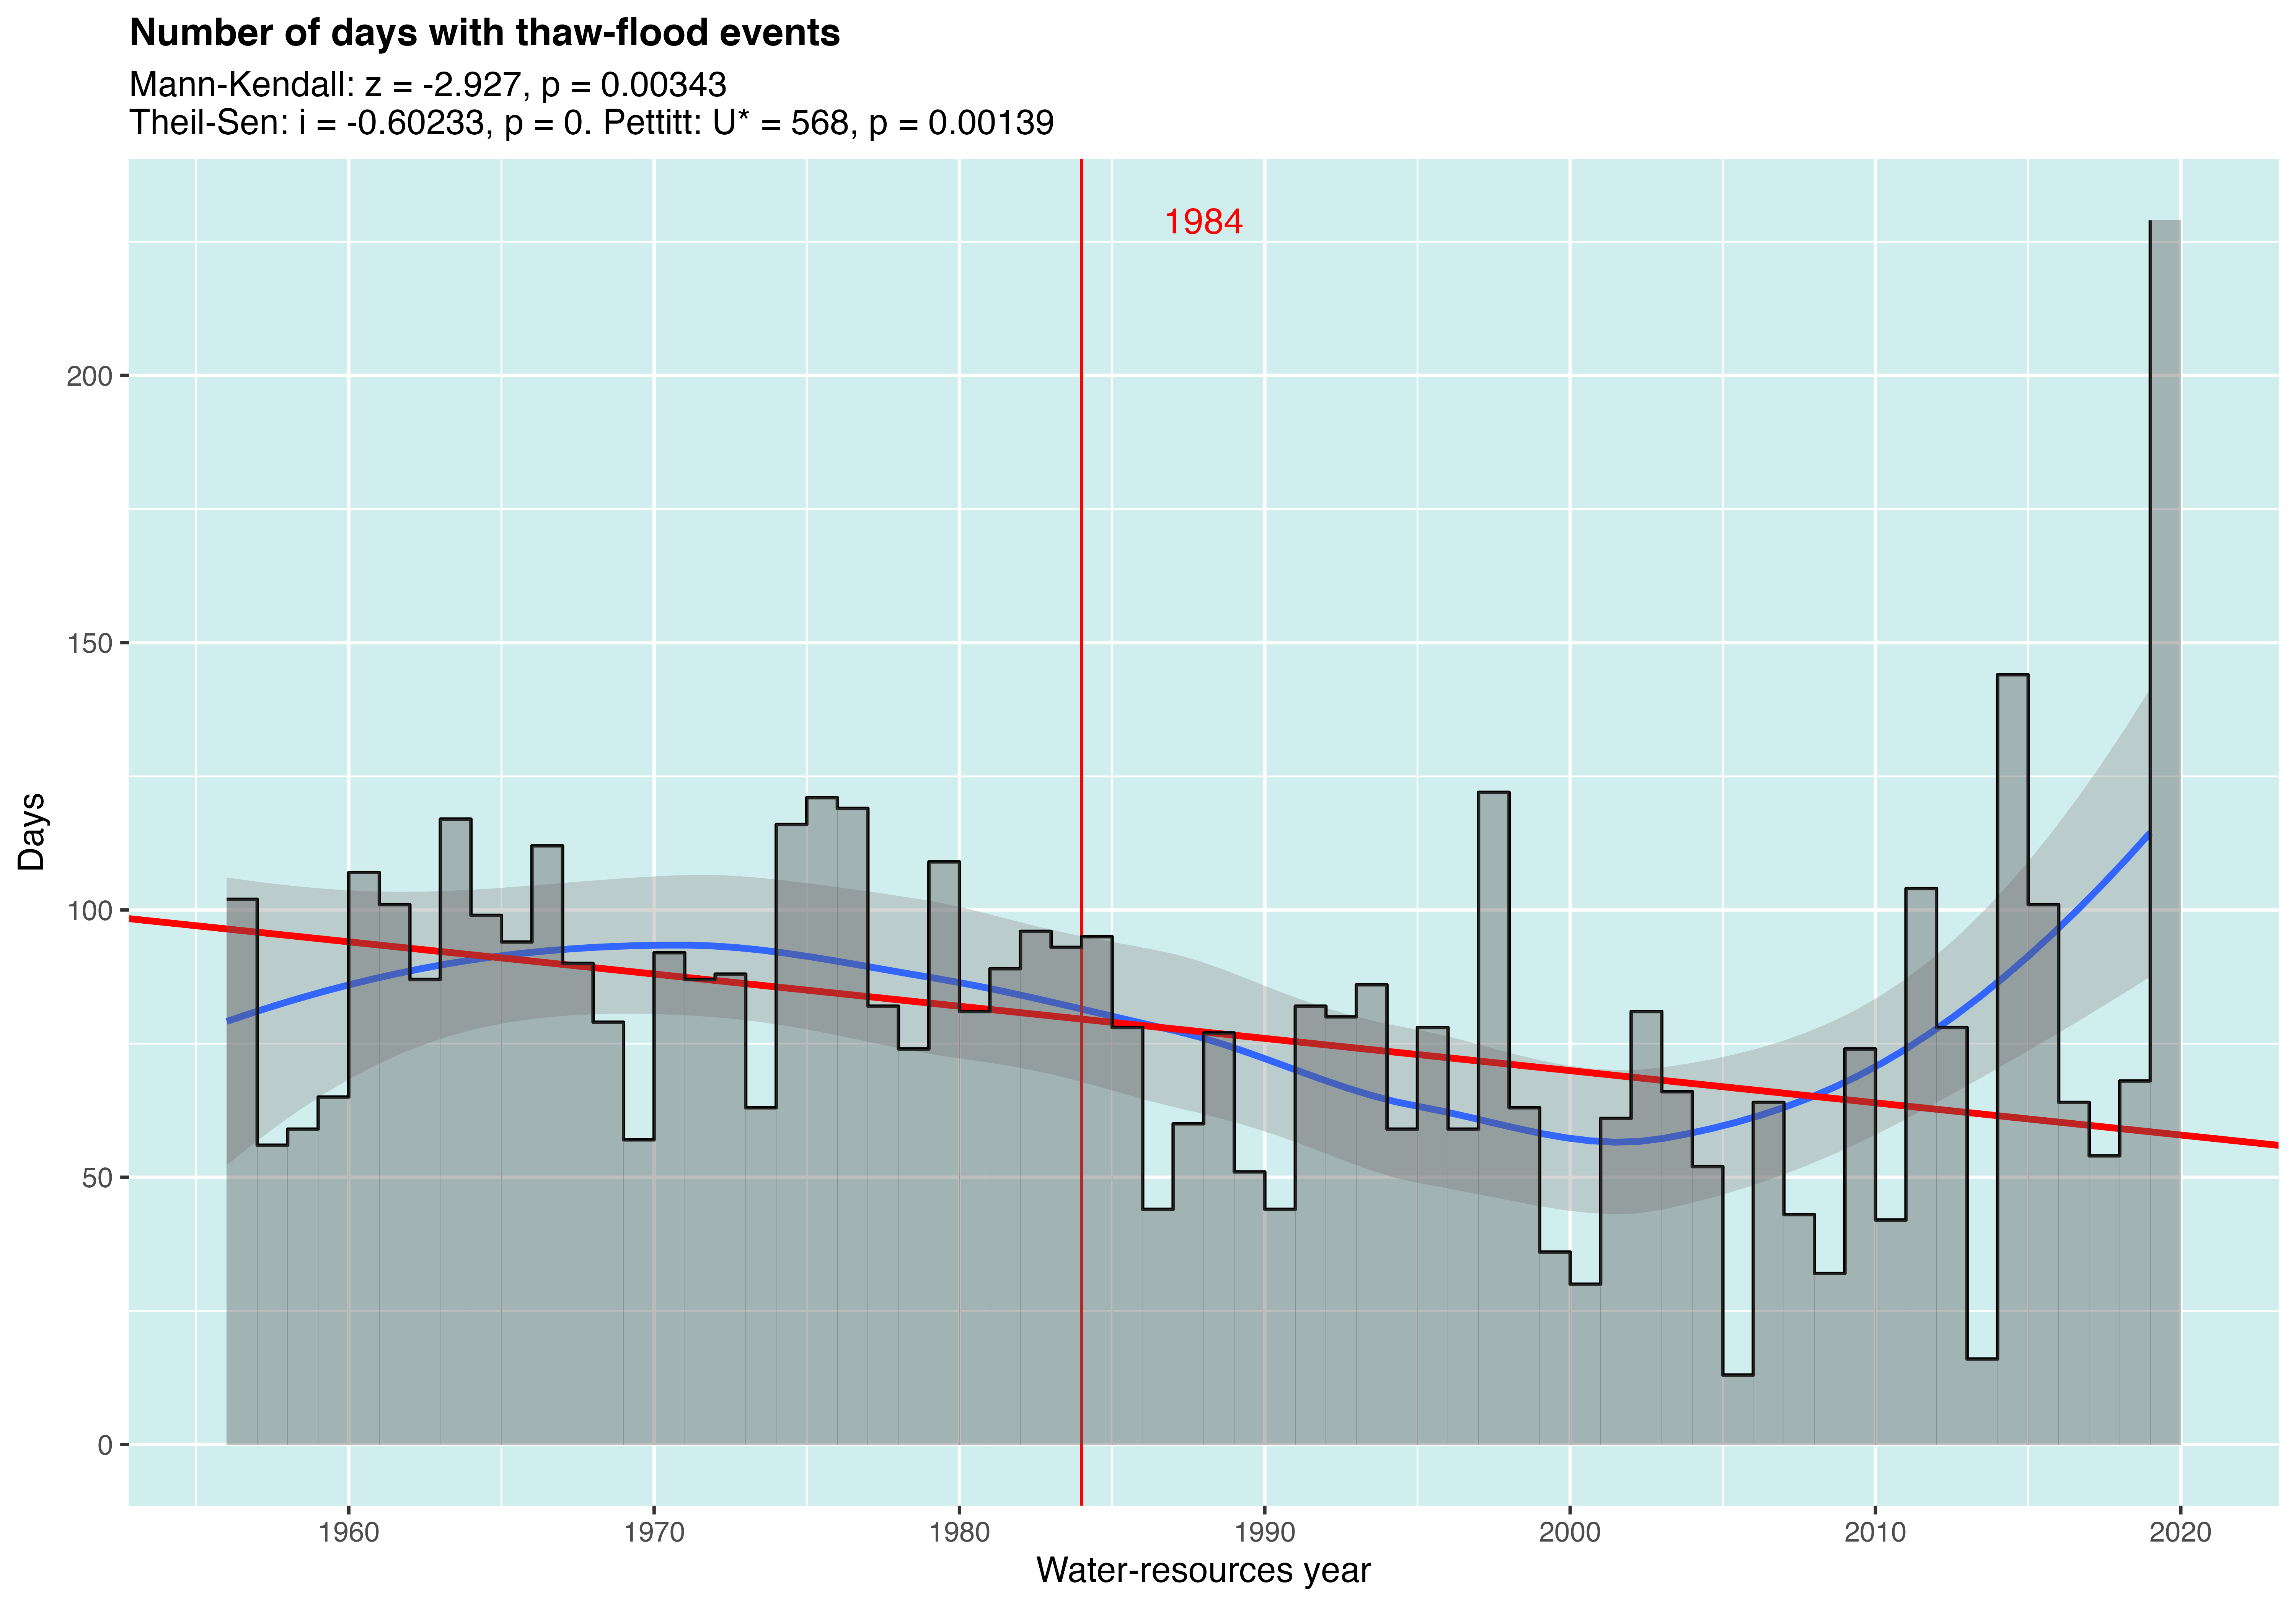 Number of days with thaw-flood events
Mann-Kendall: z = -2.927, p = 0.00343
Theil-Sen: i = -0.60233, p = 0. Pettitt: U* = 568, p = 0.00139
1984
200
150
100
50
0
Days
1960 1970 1980 1990 2000 2010 2020
Water-resources year